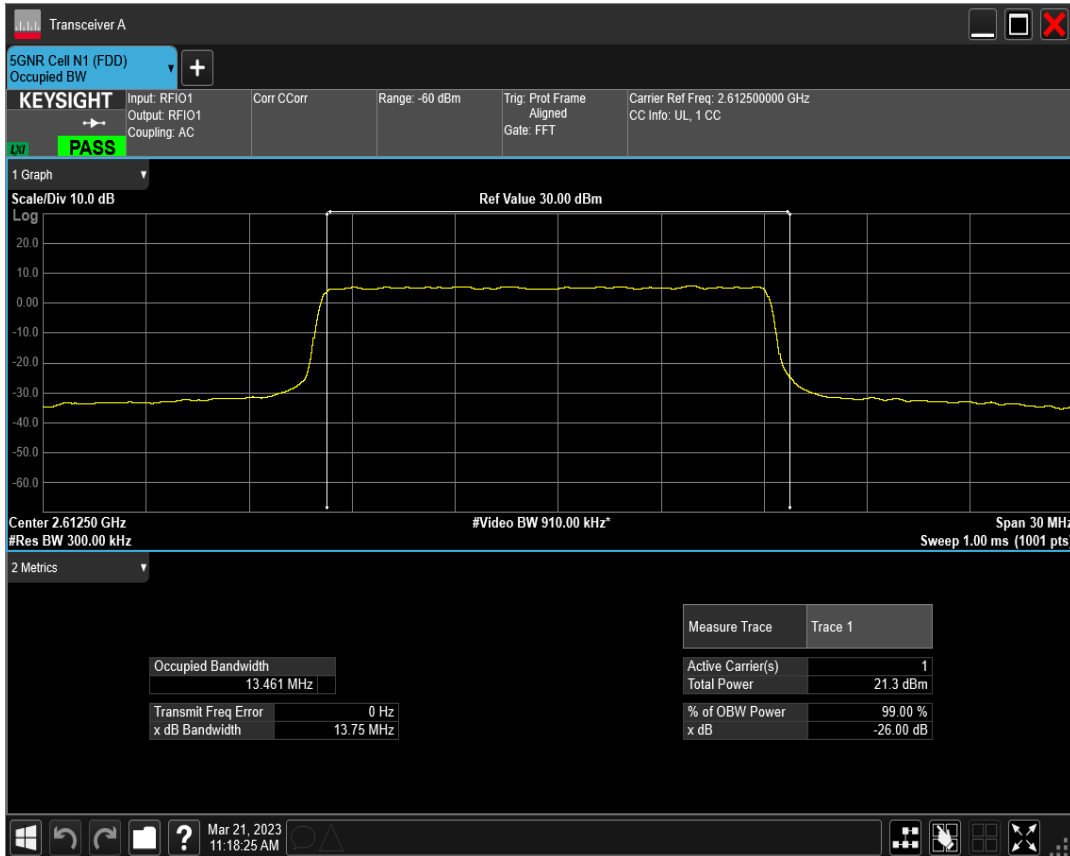 Transceiver A
5GNR Cell N1 (FDD)
Occupied BW
+
KEYSIGHT
LXI
PASS
Input: RFIO1
Output: RFIO1
Coupling: AC
Corr CCorr
Range: -60 dBm
Trig: Prot Frame
Aligned
Gate: FFT
Carrier Ref Freq: 2.612500000 GHz
CC Info: UL, 1 CC
1 Graph
Scale/Div 10.0 dB
Ref Value 30.00 dBm
Log
20.0
10.0
0.00
-10.0
-20.0
-30.0
-40.0
-50.0
-60.0
Center 2.61250 GHz
#Video BW 910.00 kHz*
Span 30 MHz
#Res BW 300.00 kHz
Sweep 1.00 ms (1001 pts)
2 Metrics
Measure Trace Trace 1
Occupied Bandwidth
13.461 MHz
Active Carrier(s) 1
Total Power 21.3 dBm
Transmit Freq Error 0 Hz
x dB Bandwidth 13.75 MHz
% of OBW Power 99.00 %
x dB -26.00 dB
?
Mar 21, 2023
11:18:25 AM